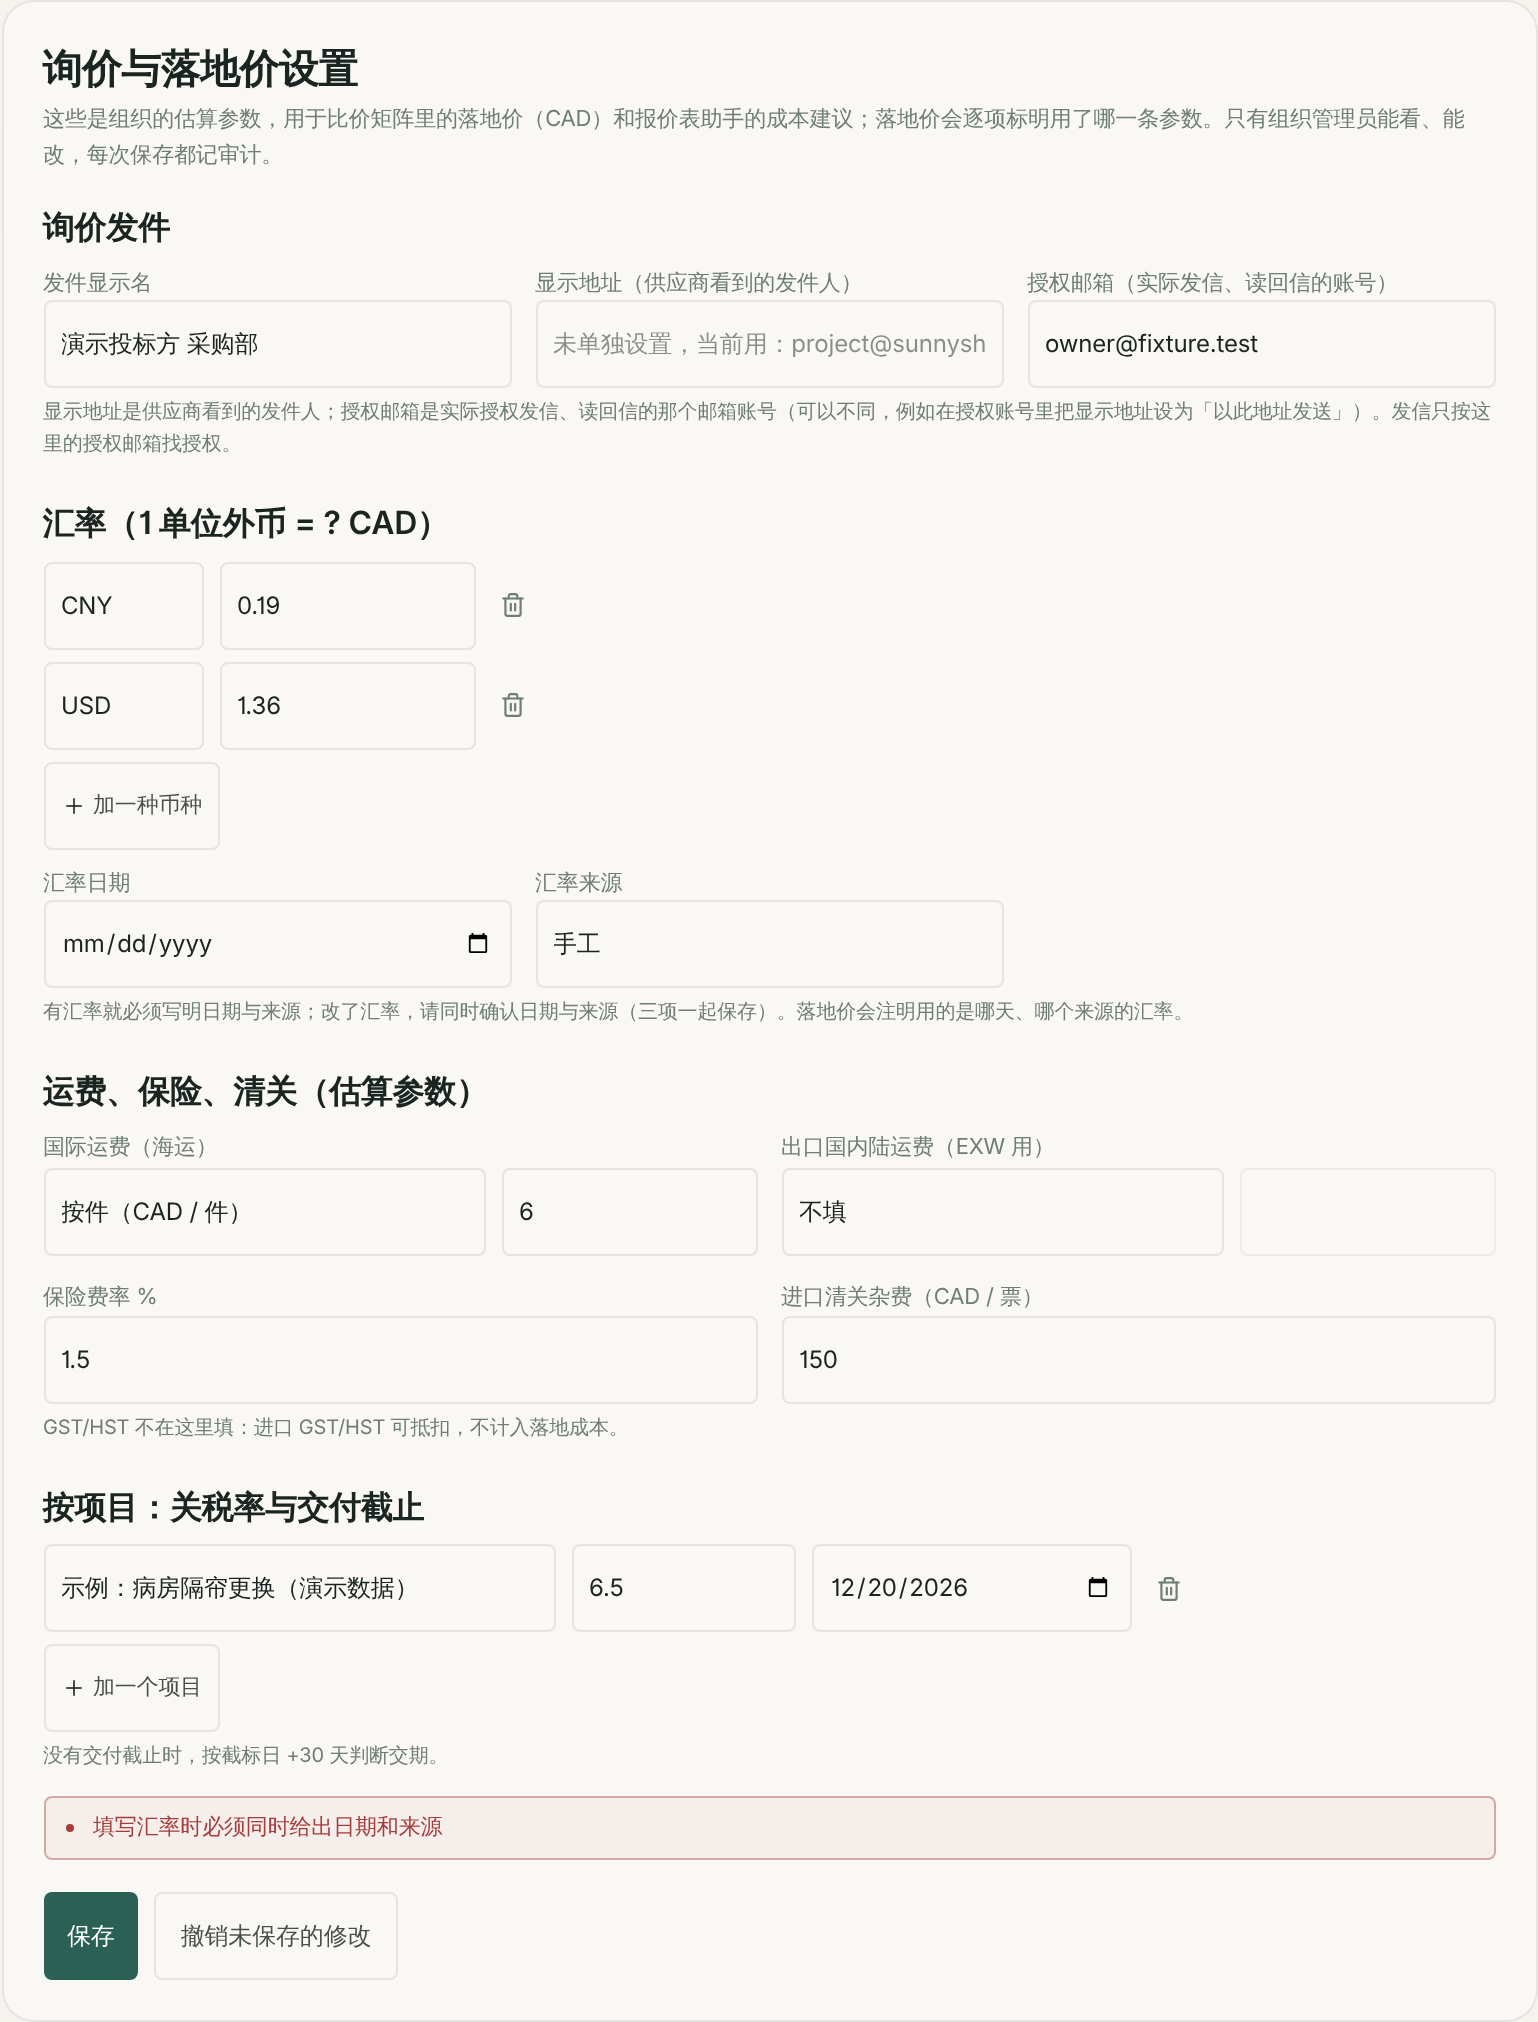 询价与落地价设置
这些是组织的估算参数，用于比价矩阵里的落地价（CAD）和报价表助手的成本建议；落地价会逐项标明用了哪一条参数。只有组织管理员能看、能
改，每次保存都记审计。
询价发件
发件显示名
显示地址（供应商看到的发件人）
授权邮箱（实际发信、读回信的账号）
演示投标方 采购部
未单独设置，当前用：project@sunnysh
owner@fixture.test
显示地址是供应商看到的发件人；授权邮箱是实际授权发信、读回信的那个邮箱账号（可以不同，例如在授权账号里把显示地址设为「以此地址发送」）。发信只按这
里的授权邮箱找授权。
汇率（1 单位外币 = ? CAD）
CNY
0.19
USD
1.36
+ 加一种币种
汇率日期
汇率来源
mm/dd/yyyy
手工
有汇率就必须写明日期与来源；改了汇率，请同时确认日期与来源（三项一起保存）。落地价会注明用的是哪天、哪个来源的汇率。
运费、保险、清关（估算参数）
国际运费（海运）
出口国内陆运费（EXW 用）
按件（CAD / 件）
6
不填
保险费率 %
进口清关杂费（CAD / 票）
1.5
150
GST/HST 不在这里填：进口 GST/HST 可抵扣，不计入落地成本。
按项目：关税率与交付截止
示例：病房隔帘更换（演示数据）
6.5
12/20/2026
+ 加一个项目
没有交付截止时，按截标日 +30 天判断交期。
• 填写汇率时必须同时给出日期和来源
保存
撤销未保存的修改